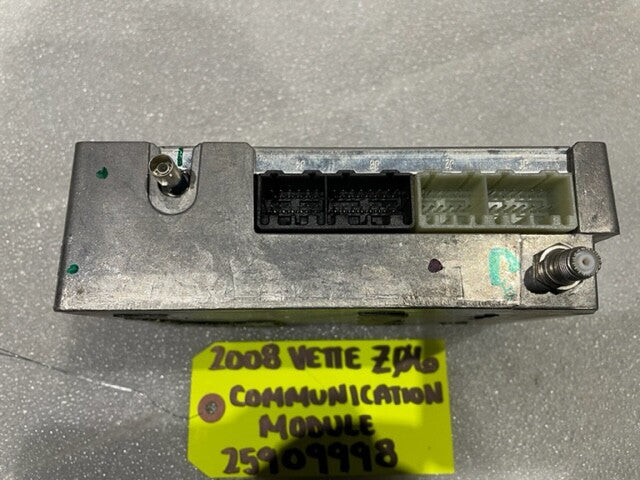 2008 VETTE Z06
COMMUNICATION
MODULE
25909998